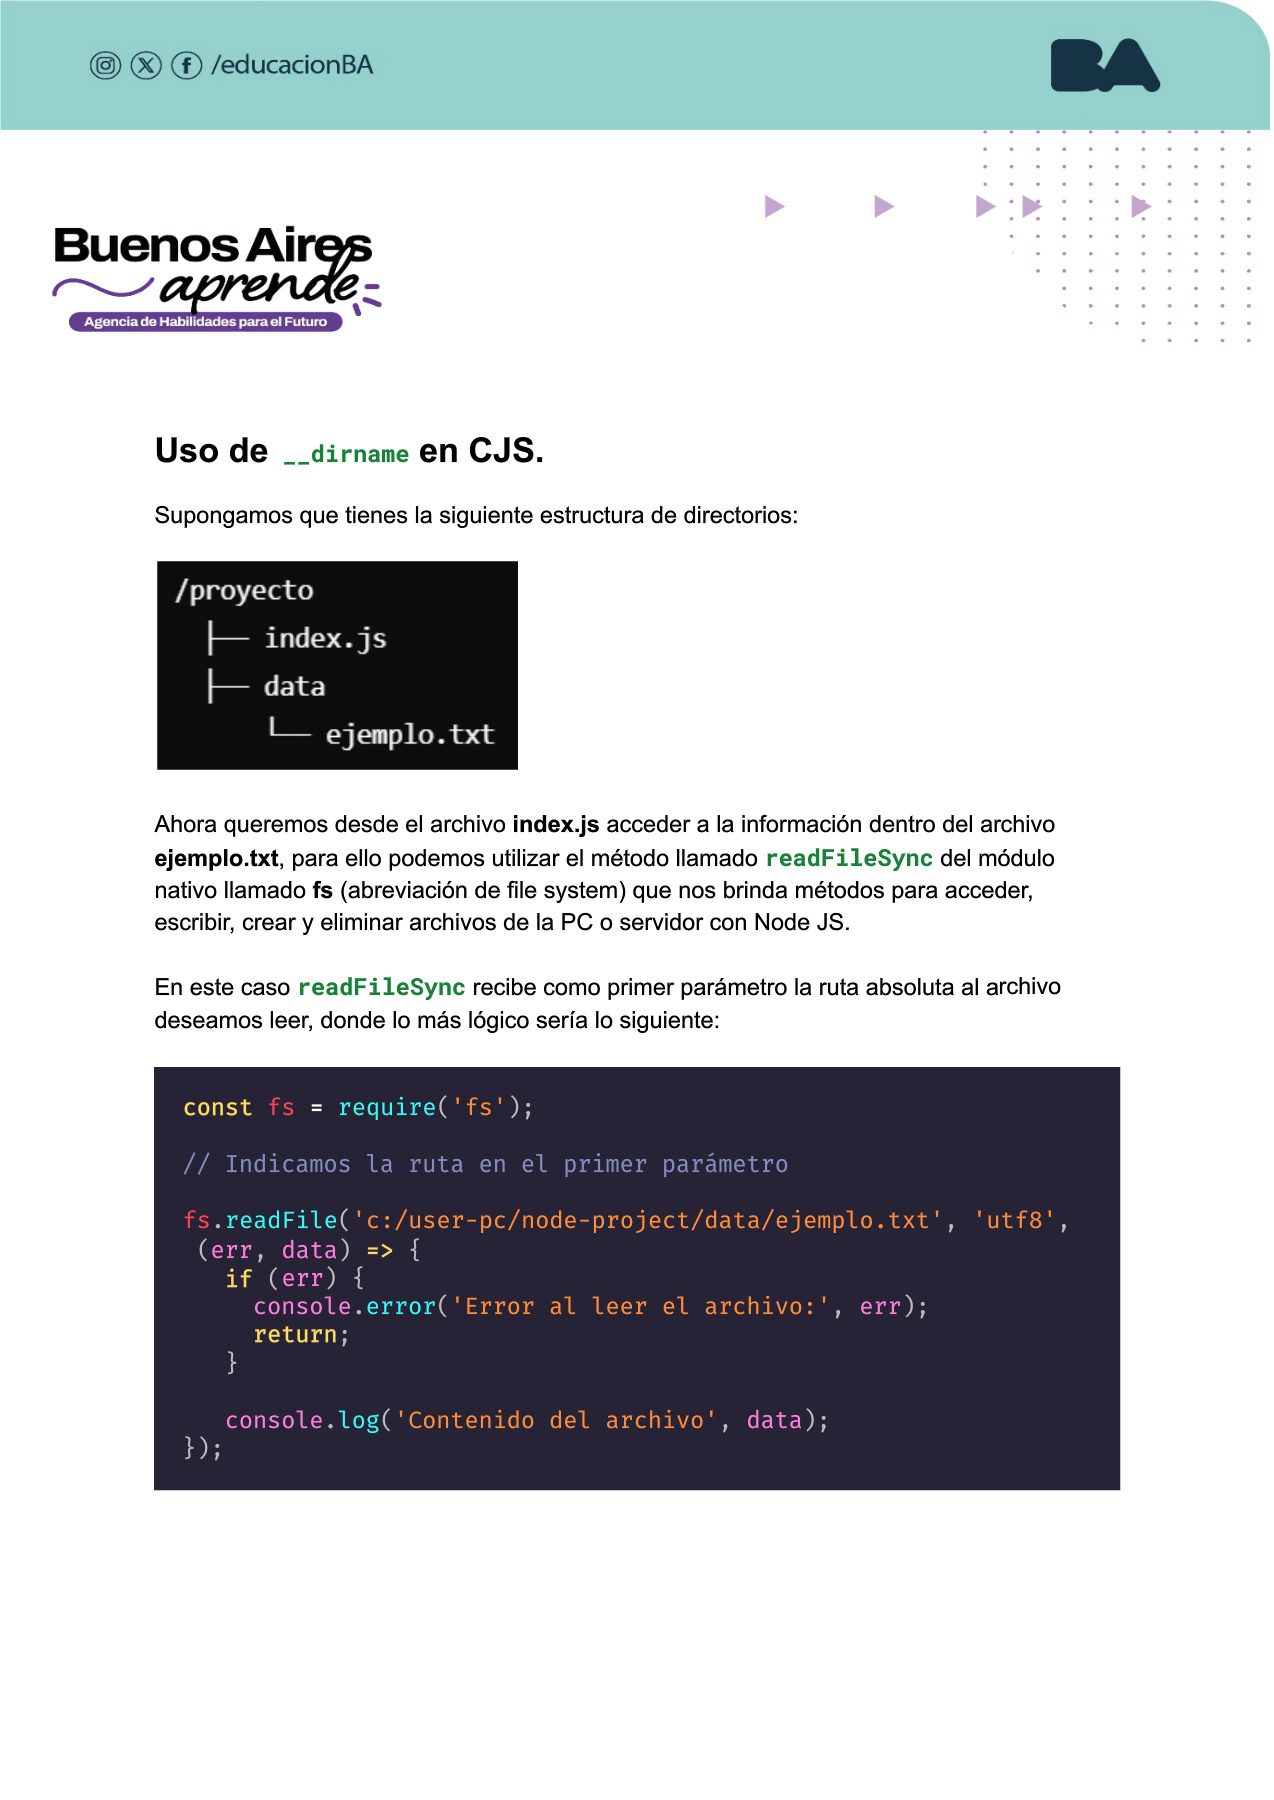 /educacionBA
BA
Buenos Aires
aprende
Agencia de Habilidades para el Futuro
Uso de __dirname en CJS.
Supongamos que tienes la siguiente estructura de directorios:
/proyecto
├── index.js
├── data
└── ejemplo.txt
Ahora queremos desde el archivo index.js acceder a la información dentro del archivo
ejemplo.txt, para ello podemos utilizar el método llamado readFileSync del módulo
nativo llamado fs (abreviación de file system) que nos brinda métodos para acceder,
escribir, crear y eliminar archivos de la PC o servidor con Node JS.
En este caso readFileSync recibe como primer parámetro la ruta absoluta al archivo
deseamos leer, donde lo más lógico sería lo siguiente:
const fs = require('fs');
// Indicamos la ruta en el primer parámetro
fs.readFile('c:/user-pc/node-project/data/ejemplo.txt', 'utf8',
(err, data) => {
if (err) {
console.error('Error al leer el archivo:', err);
return;
}
console.log('Contenido del archivo', data);
});